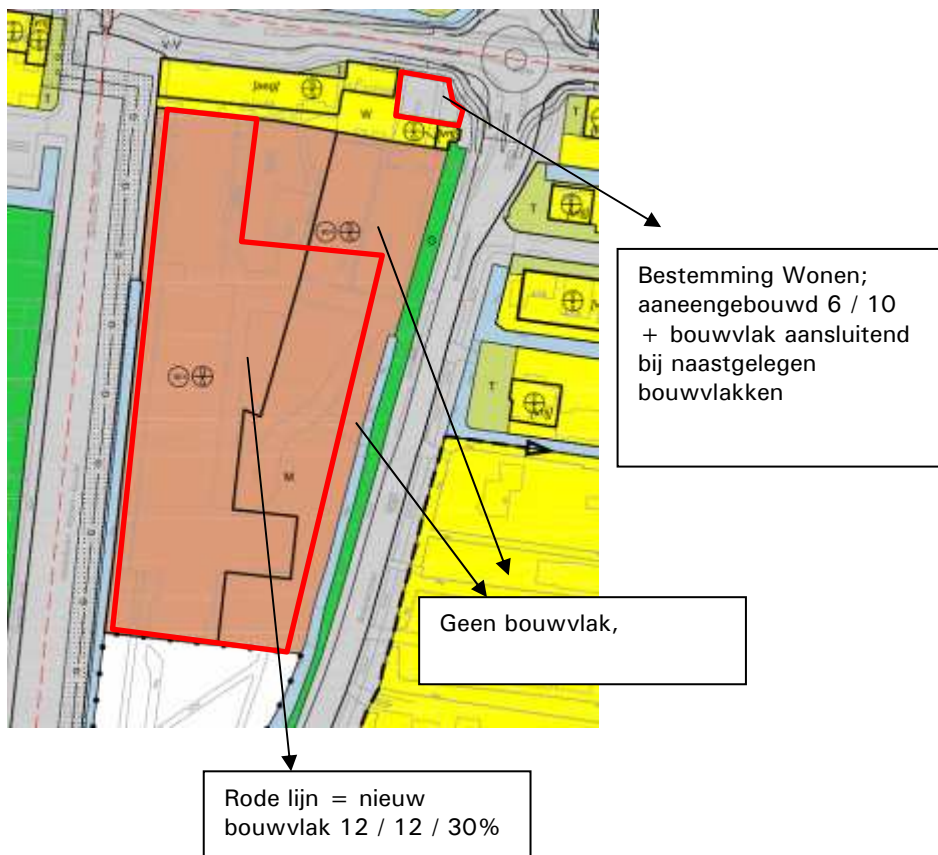 V-V
[aeg]
W
T
T
T
T
G
M
Bestemming Wonen;
aaneengebouwd 6 / 10
+ bouwvlak aansluitend
bij naastgelegen
bouwvlakken
Geen bouwvlak,
Rode lijn = nieuw
bouwvlak 12 / 12 / 30%